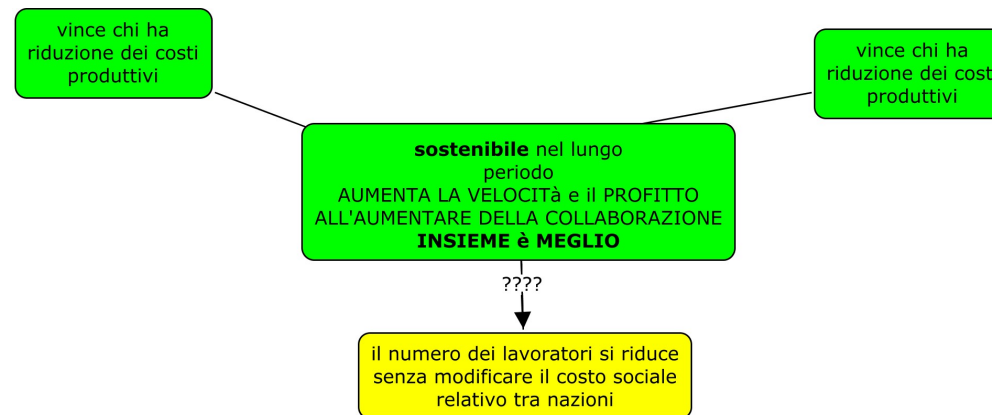 vince chi ha
riduzione dei costi
produttivi
vince chi ha
riduzione dei cost
produttivi
sostenibile nel lungo
periodo
AUMENTA LA VELOCITà e il PROFITTO
ALL'AUMENTARE DELLA COLLABORAZIONE
INSIEME è MEGLIO
????
il numero dei lavoratori si riduce
senza modificare il costo sociale
relativo tra nazioni